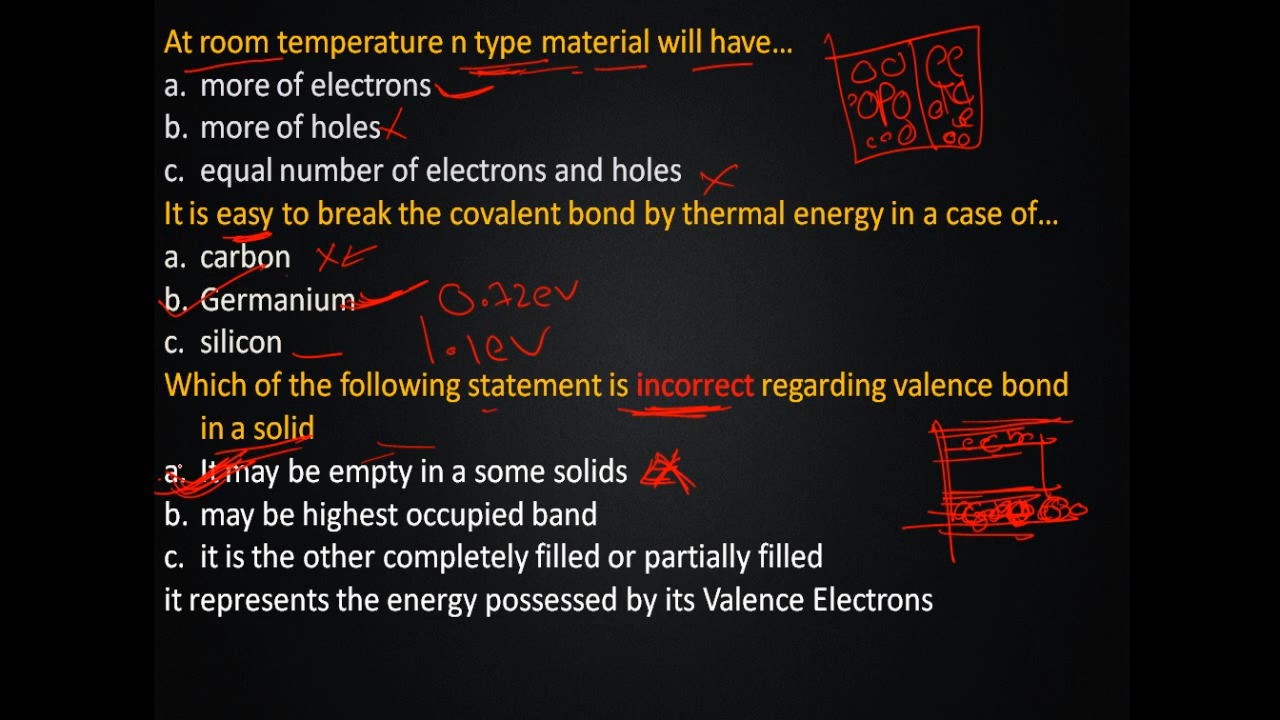 At room temperature n type material will have...
a. more of electrons
b. more of holes
c. equal number of electrons and holes
It is easy to break the covalent bond by thermal energy in a case of...
a. carbon
b. Germanium 0.72ev
c. silicon 1.1eV
Which of the following statement is incorrect regarding valence bond
in a solid
a. It may be empty in a some solids
b. may be highest occupied band
c. it is the other completely filled or partially filled
it represents the energy possessed by its Valence Electrons